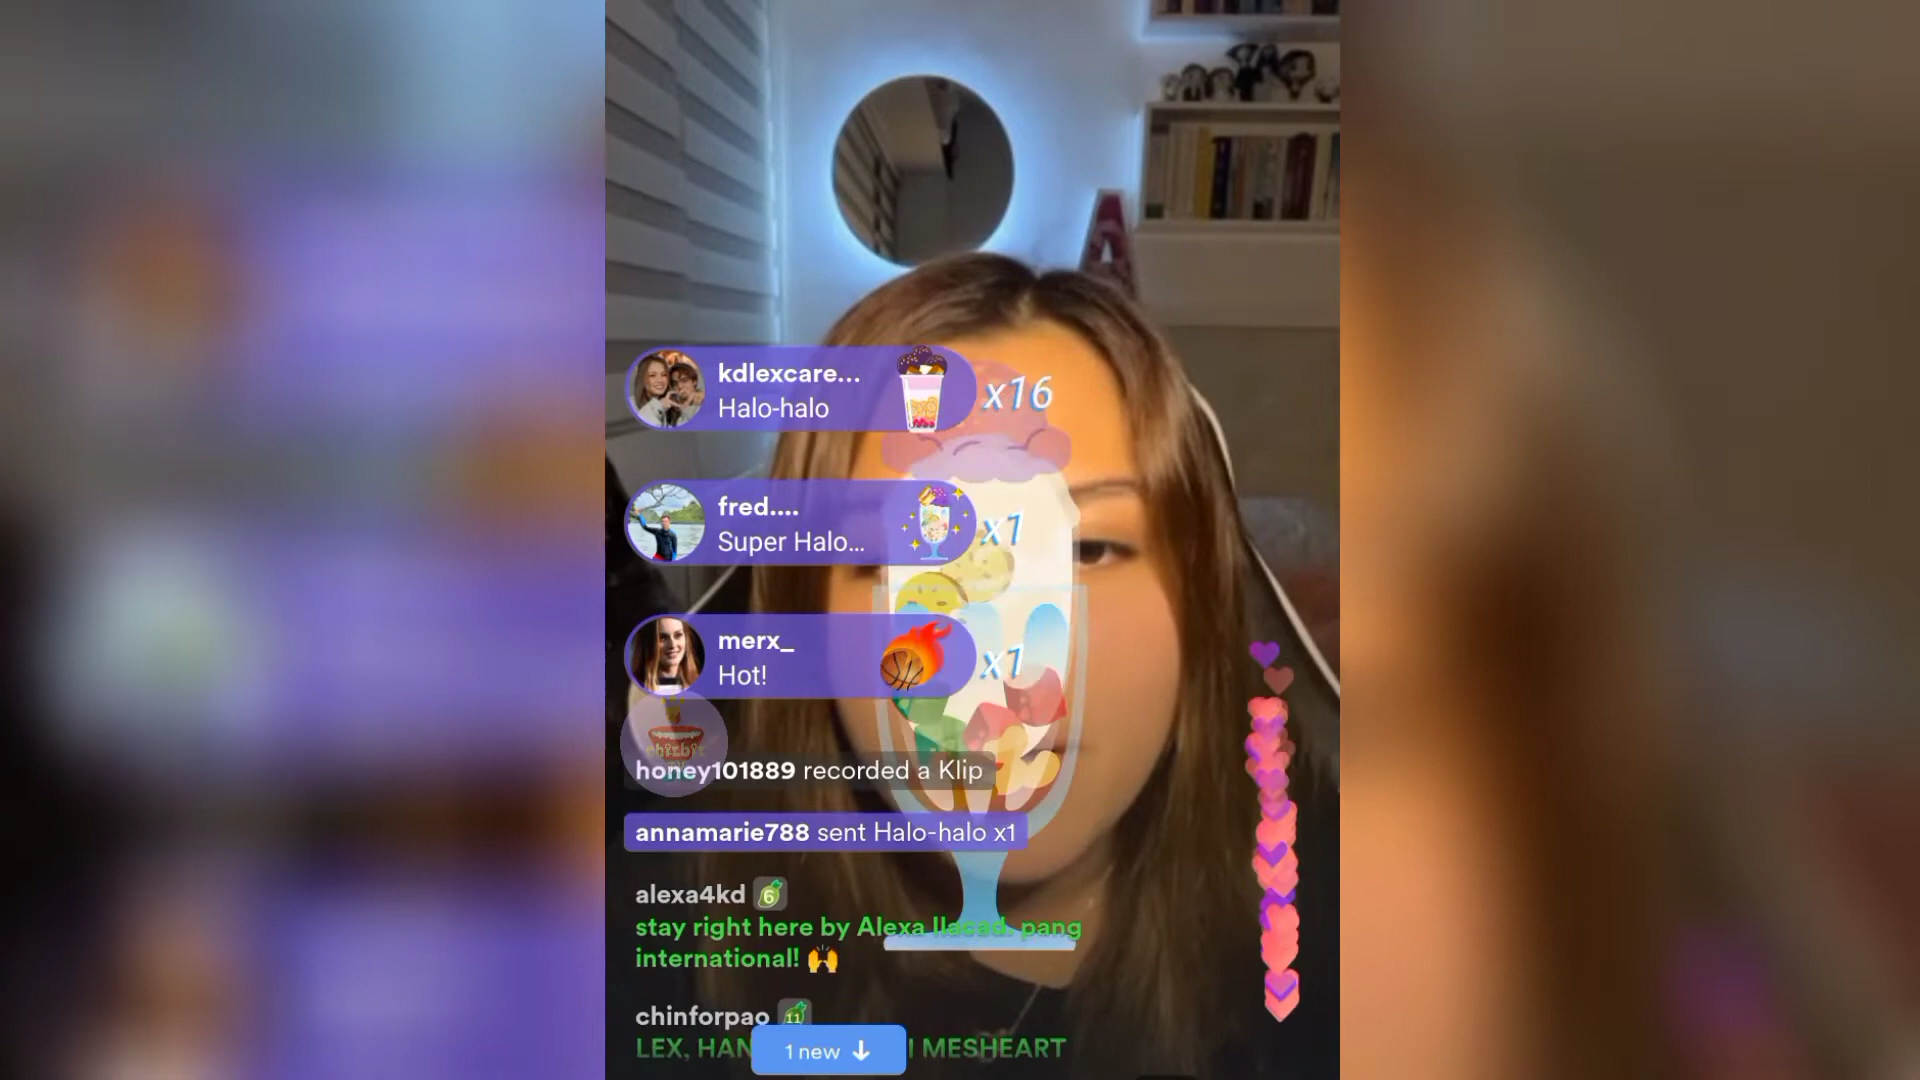 A
kdlexcare...
Halo-halo
x16
fred....
Super Halo...
x1
merx_
Hot!
x1
honey101889 recorded a Klip
annamarie788 sent Halo-halo x1
alexa4kd 6
stay right here by Alexa Ilacad. pang
international! 🙌
chinforpao 11
LEX, HAN
MESHEART
1 new ↓